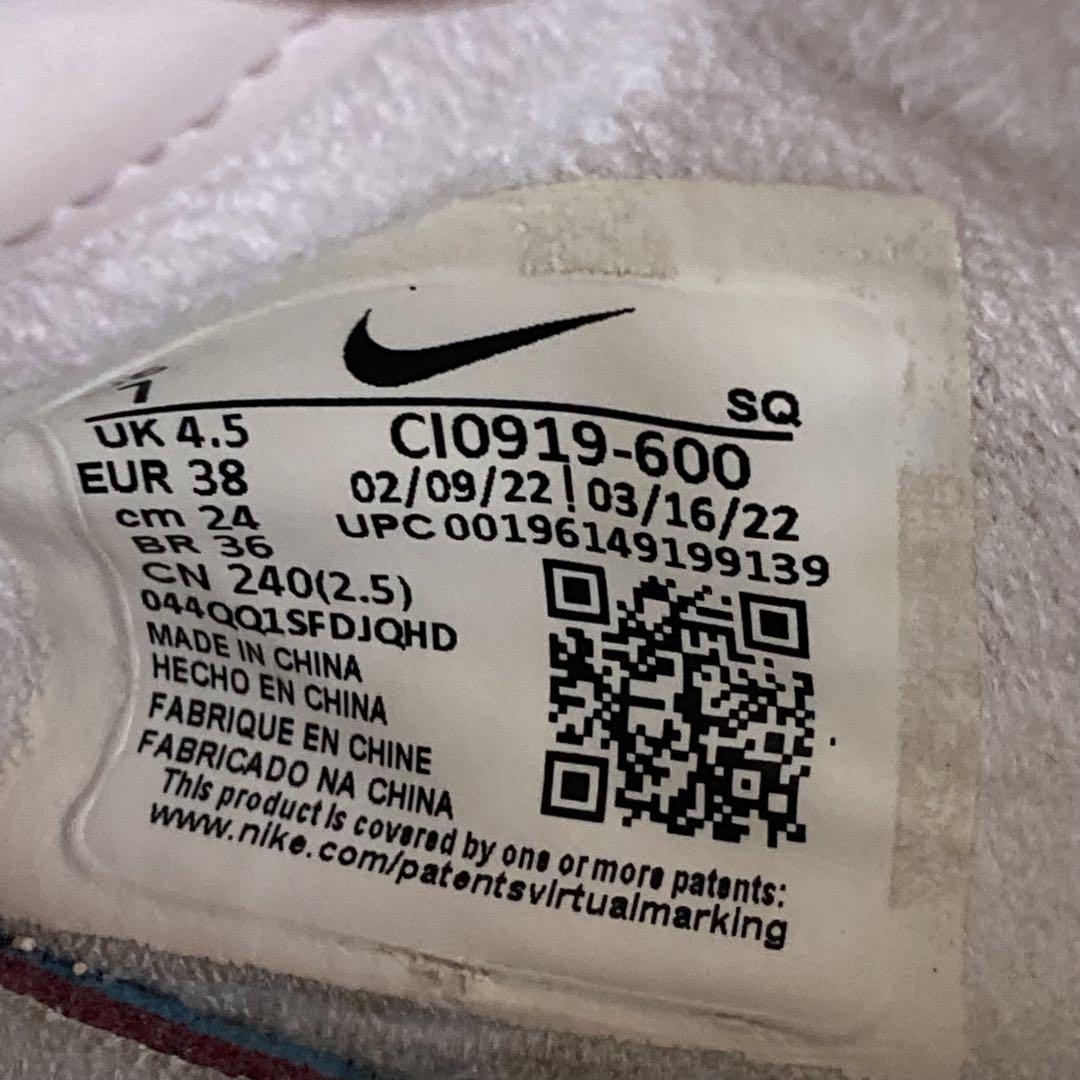 7
SQ
UK 4.5
CI0919-600
EUR 38
02/09/22 | 03/16/22
cm 24
UPC 00196149199139
BR 36
CN 240(2.5)
044QQ1SFDJQHD
MADE IN CHINA
HECHO EN CHINA
FABRIQUE EN CHINE
FABRICADO NA CHINA
This product is covered by one or more patents:
www.nike.com/patentsvirtualmarking